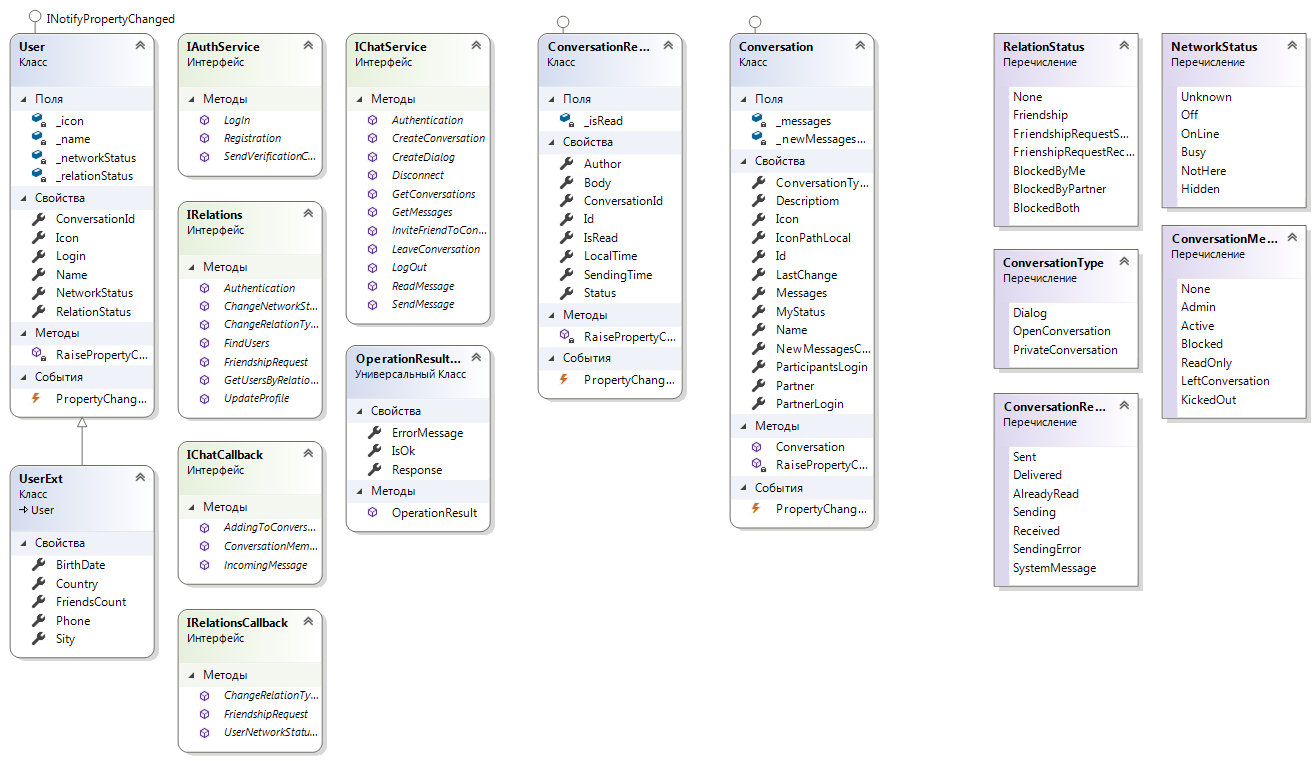 INotifyPropertyChanged
User
Класс
Поля
_icon
_name
_networkStatus
_relationStatus
Свойства
ConversationId
Icon
Login
Name
NetworkStatus
RelationStatus
Методы
RaisePropertyC...
События
PropertyChang...
UserExt
Класс
User
Свойства
BirthDate
Country
FriendsCount
Phone
Sity
IAuthService
Интерфейс
Методы
LogIn
Registration
SendVerificationC...
IRelations
Интерфейс
Методы
Authentication
ChangeNetworkSt...
ChangeRelationTy...
FindUsers
FriendshipRequest
GetUsersByRelatio...
UpdateProfile
IChatCallback
Интерфейс
Методы
AddingToConvers...
ConversationMem...
IncomingMessage
IRelationsCallback
Интерфейс
Методы
ChangeRelationTy...
FriendshipRequest
UserNetworkStatu...
IChatService
Интерфейс
Методы
Authentication
CreateConversation
CreateDialog
Disconnect
GetConversations
GetMessages
InviteFriendToCon...
LeaveConversation
LogOut
ReadMessage
SendMessage
OperationResult...
Универсальный Класс
Свойства
ErrorMessage
IsOk
Response
Методы
OperationResult
ConversationRe...
Класс
Поля
_isRead
Свойства
Author
Body
ConversationId
Id
IsRead
LocalTime
SendingTime
Status
Методы
RaisePropertyC...
События
PropertyChang...
Conversation
Класс
Поля
_messages
_newMessages...
Свойства
ConversationTy...
Descriptiom
Icon
IconPathLocal
Id
LastChange
Messages
MyStatus
Name
NewMessagesC...
ParticipantsLogin
Partner
PartnerLogin
Методы
Conversation
RaisePropertyC...
События
PropertyChang...
RelationStatus
Перечисление
None
Friendship
FriendshipRequestS...
FrienshipRequestRec...
BlockedByMe
BlockedByPartner
BlockedBoth
ConversationType
Перечисление
Dialog
OpenConversation
PrivateConversation
ConversationRe...
Перечисление
Sent
Delivered
AlreadyRead
Sending
Received
SendingError
SystemMessage
NetworkStatus
Перечисление
Unknown
Off
OnLine
Busy
NotHere
Hidden
ConversationMe...
Перечисление
None
Admin
Active
Blocked
ReadOnly
LeftConversation
KickedOut